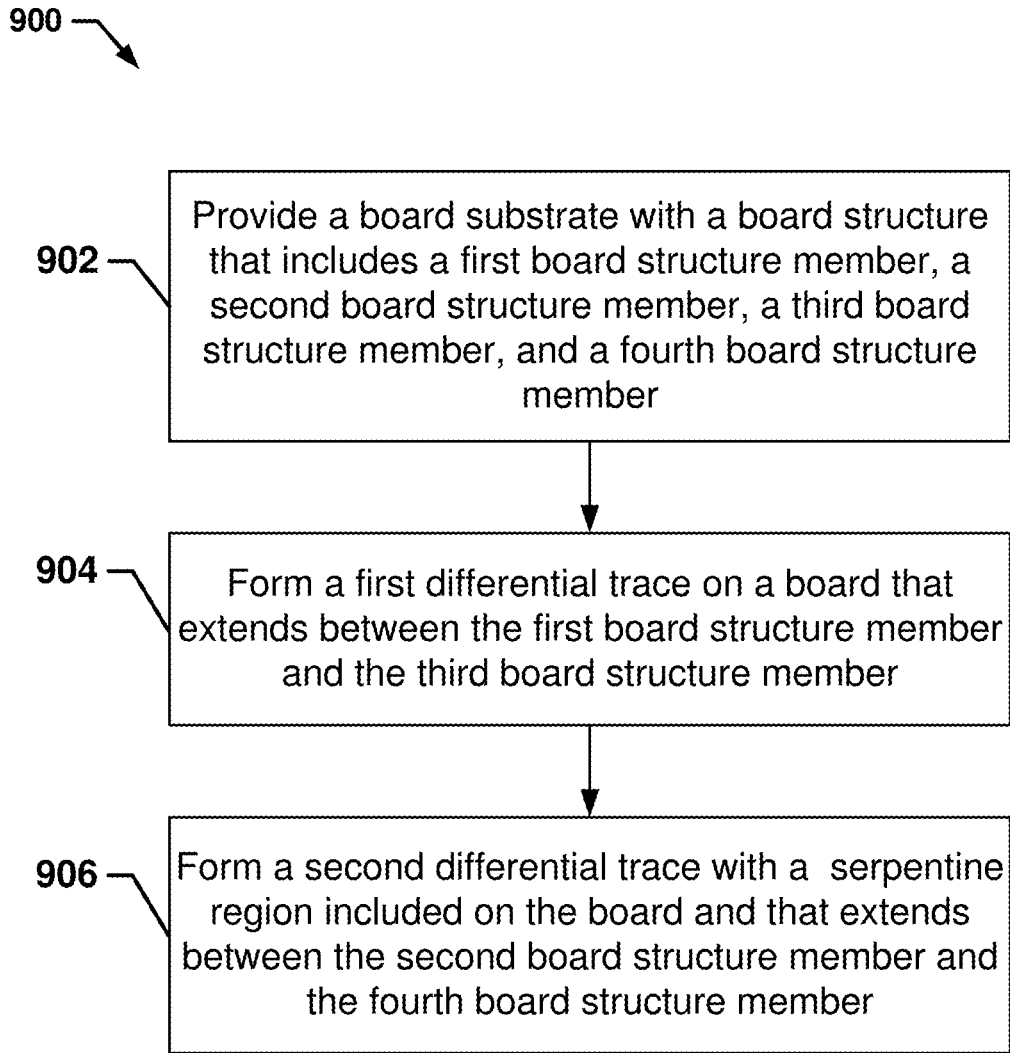 900
902
Provide a board substrate with a board structure
that includes a first board structure member, a
second board structure member, a third board
structure member, and a fourth board structure
member
904
Form a first differential trace on a board that
extends between the first board structure member
and the third board structure member
906
Form a second differential trace with a serpentine
region included on the board and that extends
between the second board structure member and
the fourth board structure member